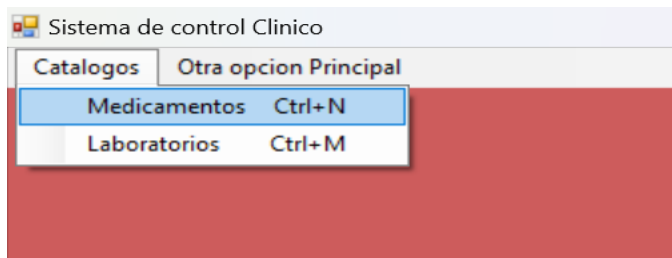 Sistema de control Clinico
Catalogos Otra opcion Principal
Medicamentos Ctrl+N
Laboratorios Ctrl+M